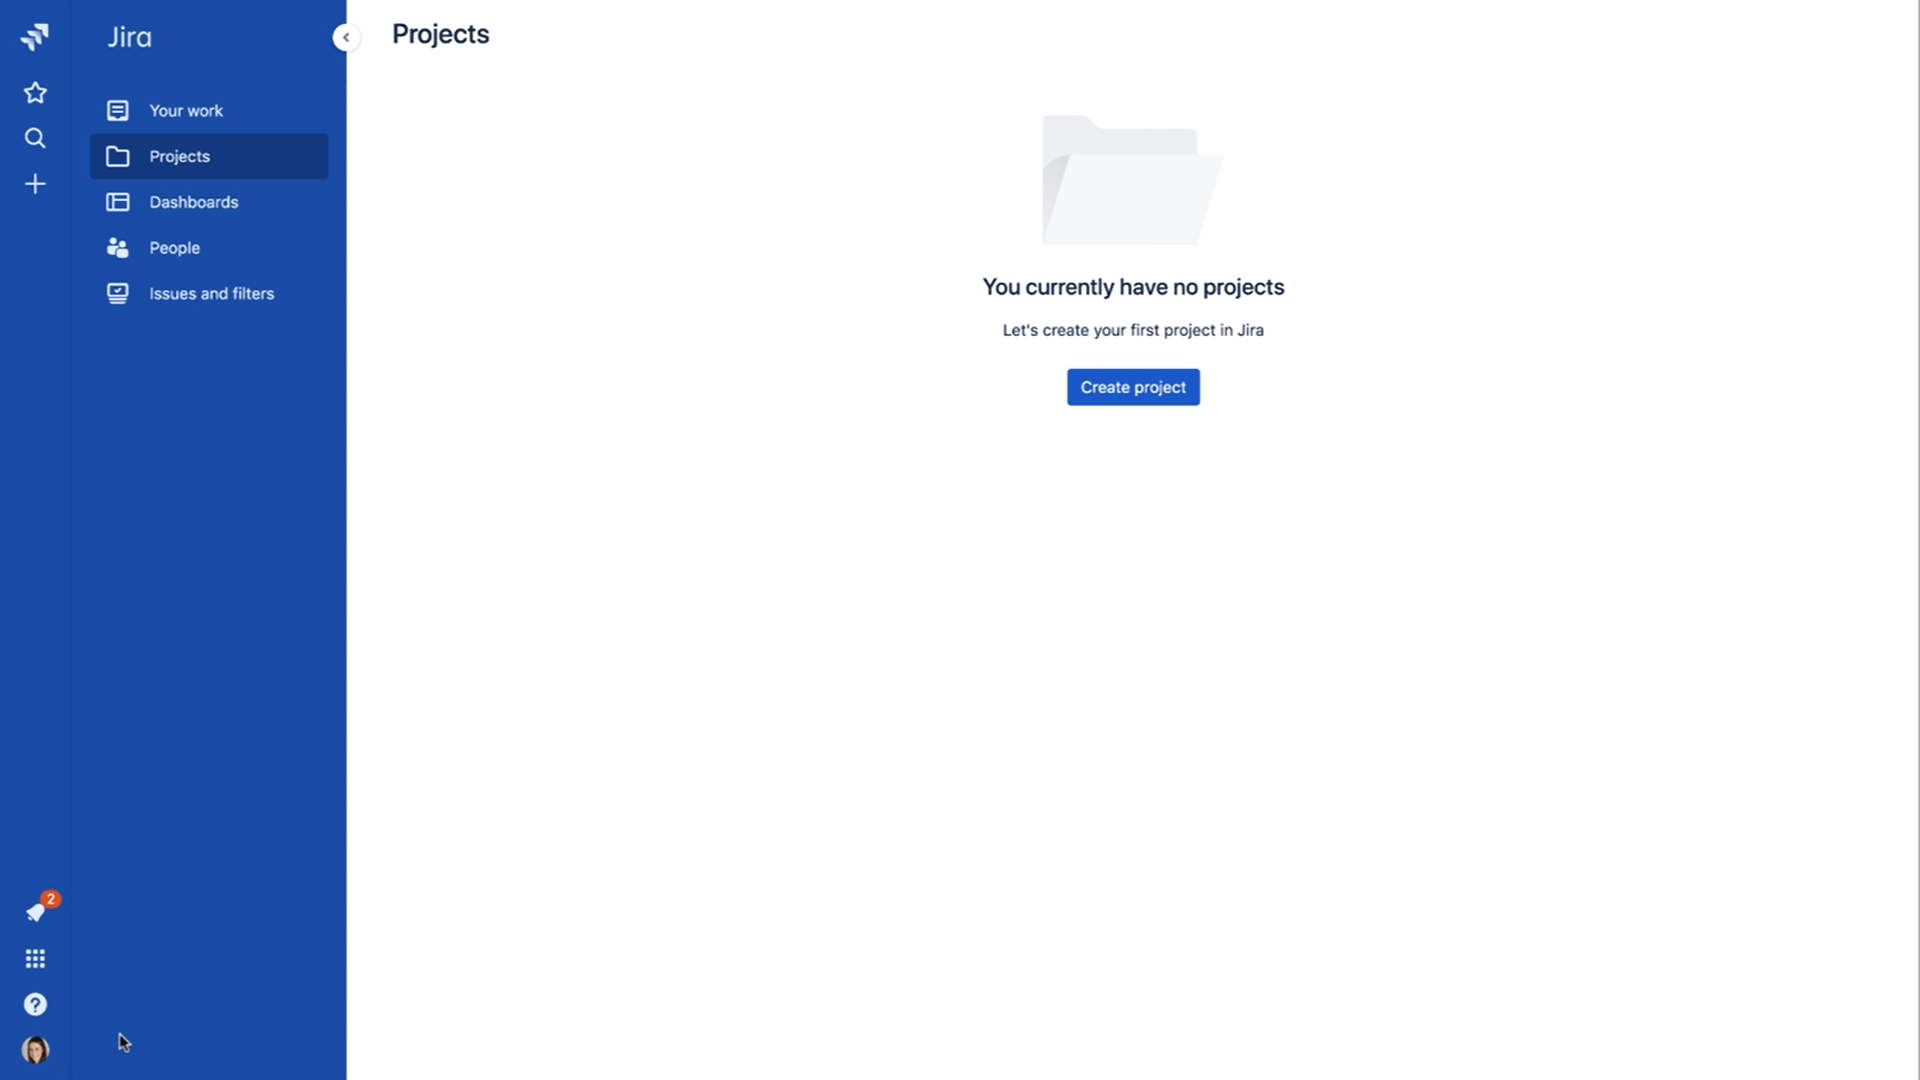 Jira
Projects
Your work
Projects
Dashboards
People
Issues and filters
You currently have no projects
Let's create your first project in Jira
Create project
2
?